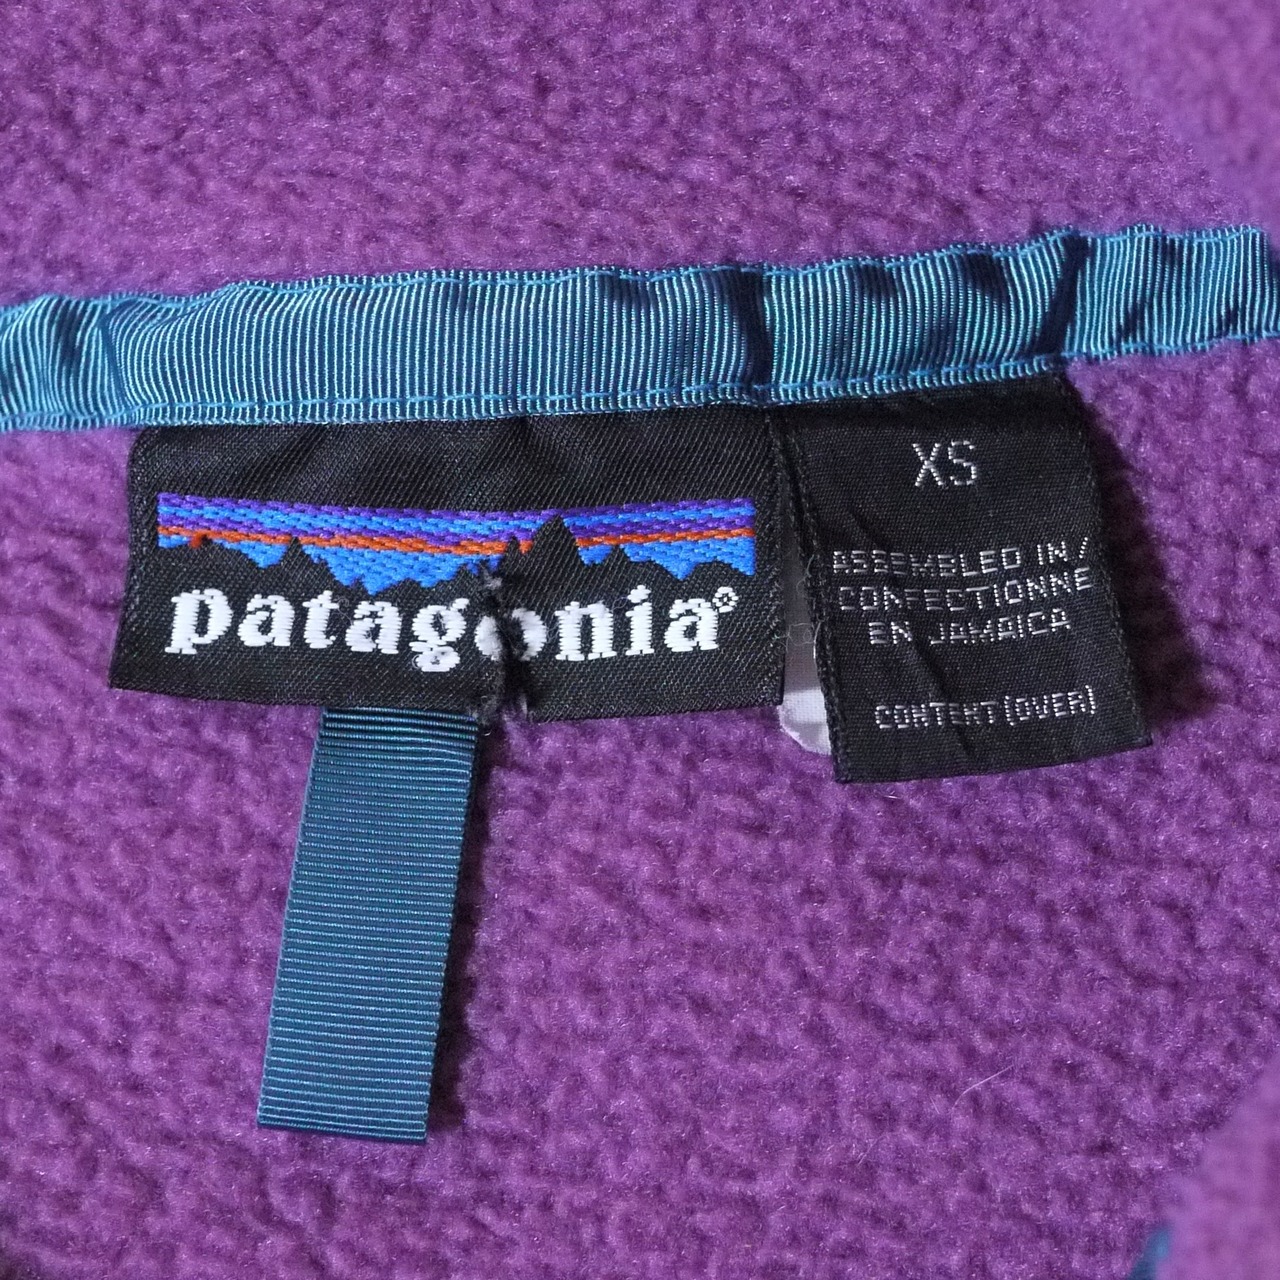 patagonia®
XS
ASSEMBLED IN /
CONFECTIONNE
EN JAMAICA
CONTENT (OVER)